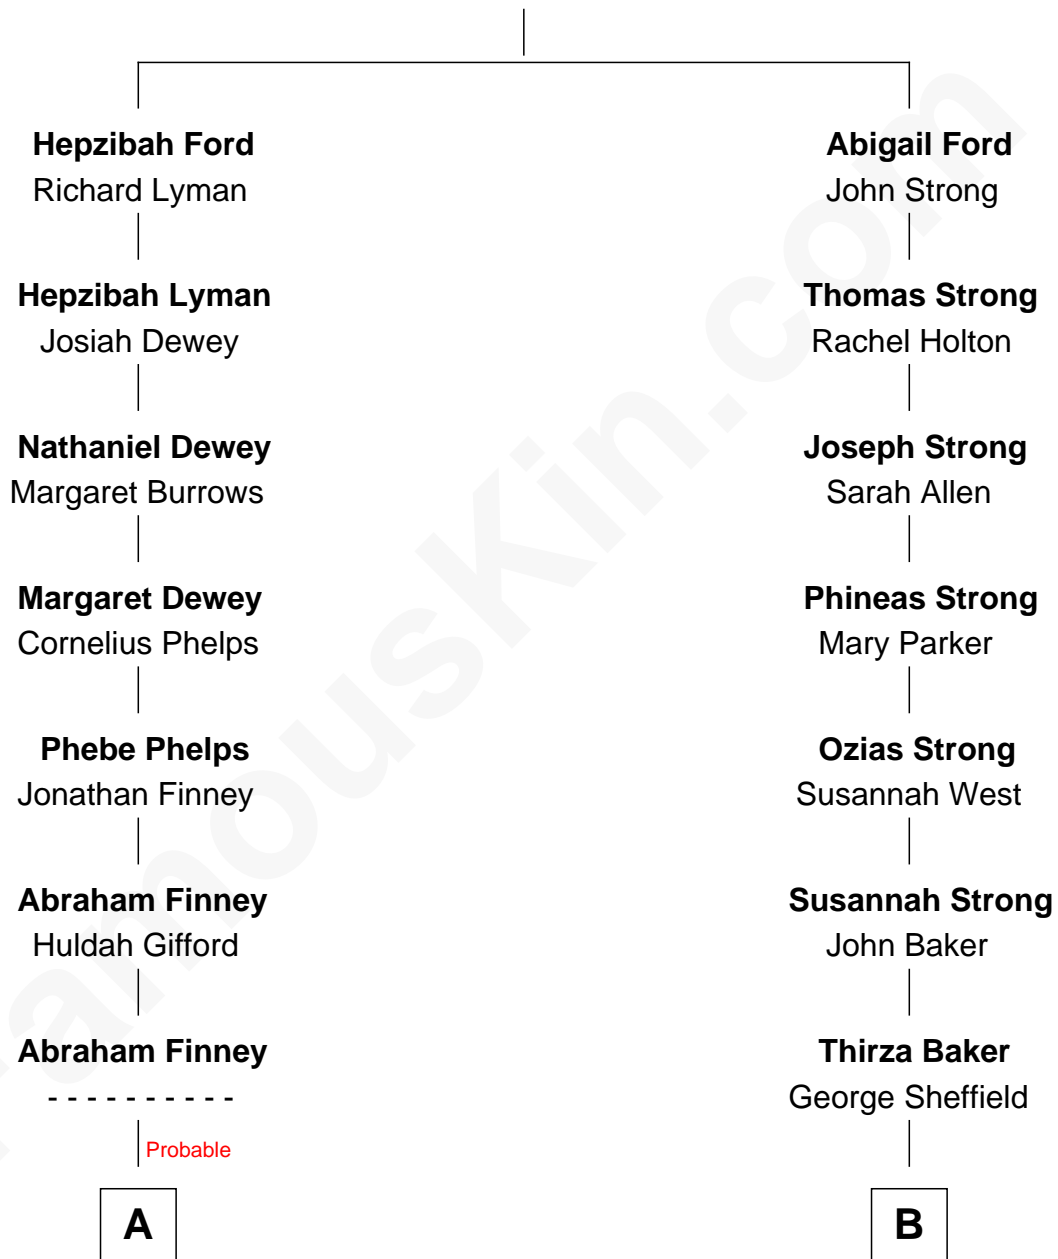 Hepzibah Ford
Richard Lyman
Hepzibah Lyman
Josiah Dewey
Nathaniel Dewey
Margaret Burrows
Margaret Dewey
Cornelius Phelps
Phebe Phelps
Jonathan Finney
Abraham Finney
Huldah Gifford
Abraham Finney
- - - - - - - - - -
Probable
A
Abigail Ford
John Strong
Thomas Strong
Rachel Holton
Joseph Strong
Sarah Allen
Phineas Strong
Mary Parker
Ozias Strong
Susannah West
Susannah Strong
John Baker
Thirza Baker
George Sheffield
B
FamousKin.com